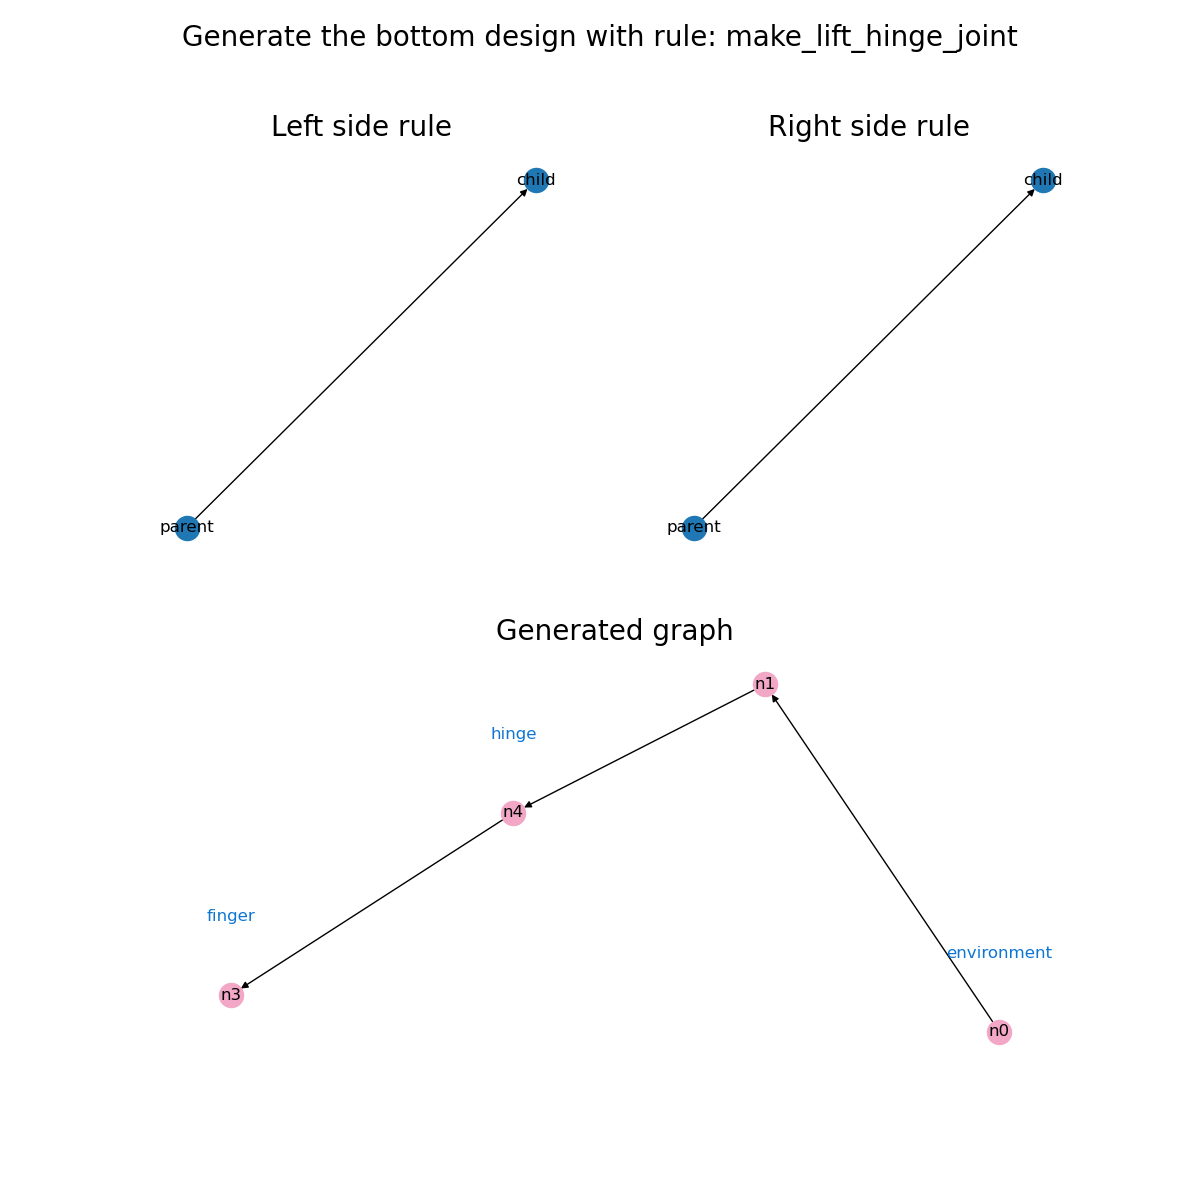 Generate the bottom design with rule: make_lift_hinge_joint
Left side rule
Right side rule
child
child
parent
parent
Generated graph
n1
hinge
n4
finger
environment
n3
n0